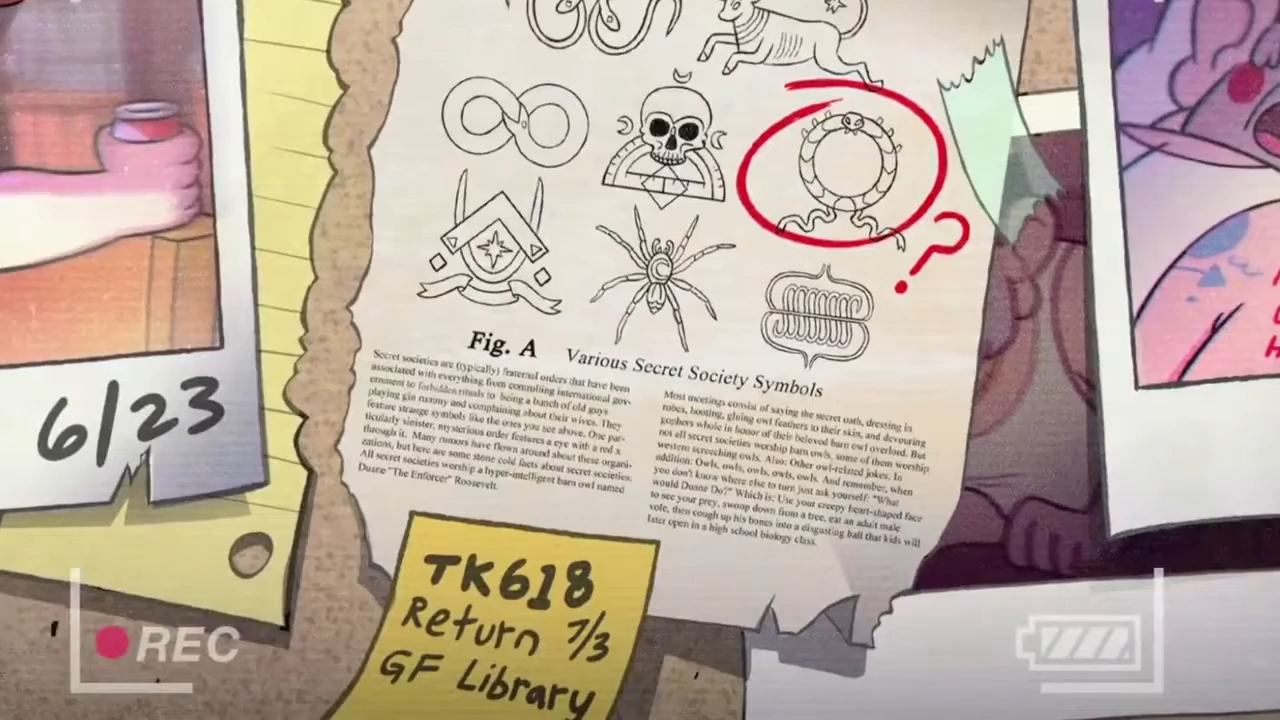 6/23
Fig. A
Various Secret Society Symbols
Secret societies are (typically) fraternal orders that have been
associated with everything from controlling international gov-
ernment to forbidden rituals to being a bunch of old guys
playing gin rummy and complaining about their wives. They
feature strange symbols like the ones you see above. One par-
ticularly sinister, mysterious order features a eye with a red x
through it. Many rumors have flown around about these organi-
zations, but here are some stone cold facts about secret societies:
All secret societies worship a hyper-intelligent barn owl named
Duane "The Enforcer" Roosevelt.
Most meetings consist of saying the secret oath, dressing in
robes, hooting, gluing owl feathers to their skin, and devouring
gophers whole in honor of their beloved barn owl overlord. But
not all secret societies worship barn owls, some of them worship
western screeching owls. Also: Other owl-related jokes. In
addition: Owls, owls, owls, owls, owls. And remember, when
you don't know where else to turn just ask yourself: "What
would Duane Do?" Which is: Use your creepy heart-shaped face
to see your prey, swoop down from a tree, eat an adult male
vole, then cough up his bones into a disgusting ball that kids will
later open in a high school biology class.
?
TK618
Return 7/3
GF Library
REC